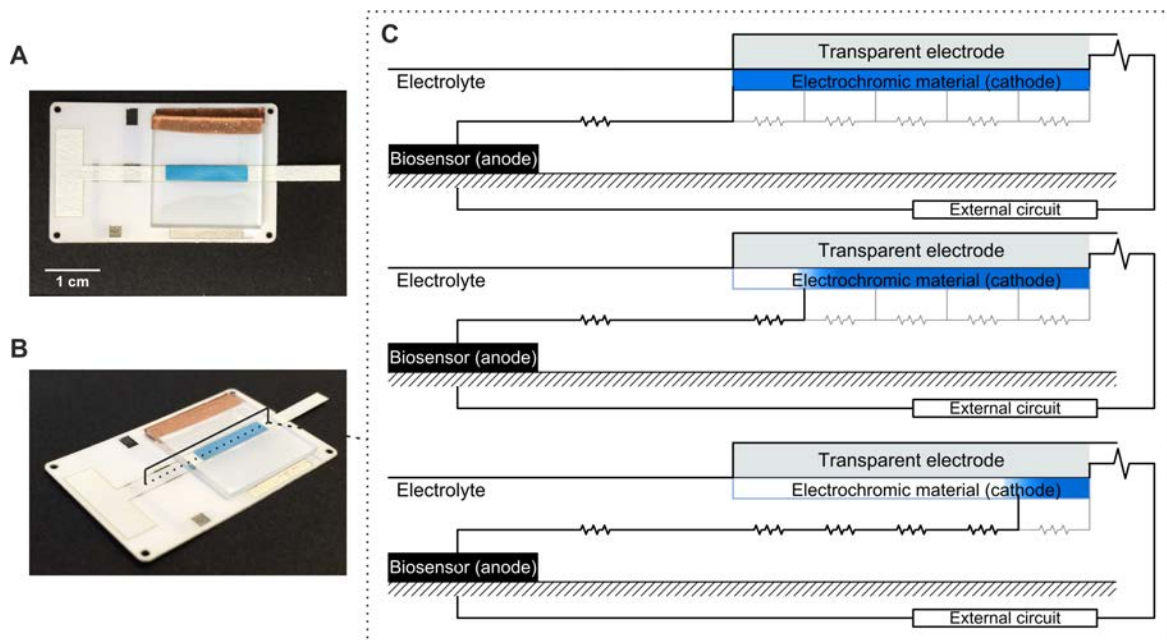 A
1 cm
B
C
Transparent electrode
Electrolyte
Electrochromic material (cathode)
Biosensor (anode)
External circuit
Transparent electrode
Electrolyte
Electrochromic material (cathode)
Biosensor (anode)
External circuit
Transparent electrode
Electrolyte
Electrochromic material (cathode)
Biosensor (anode)
External circuit